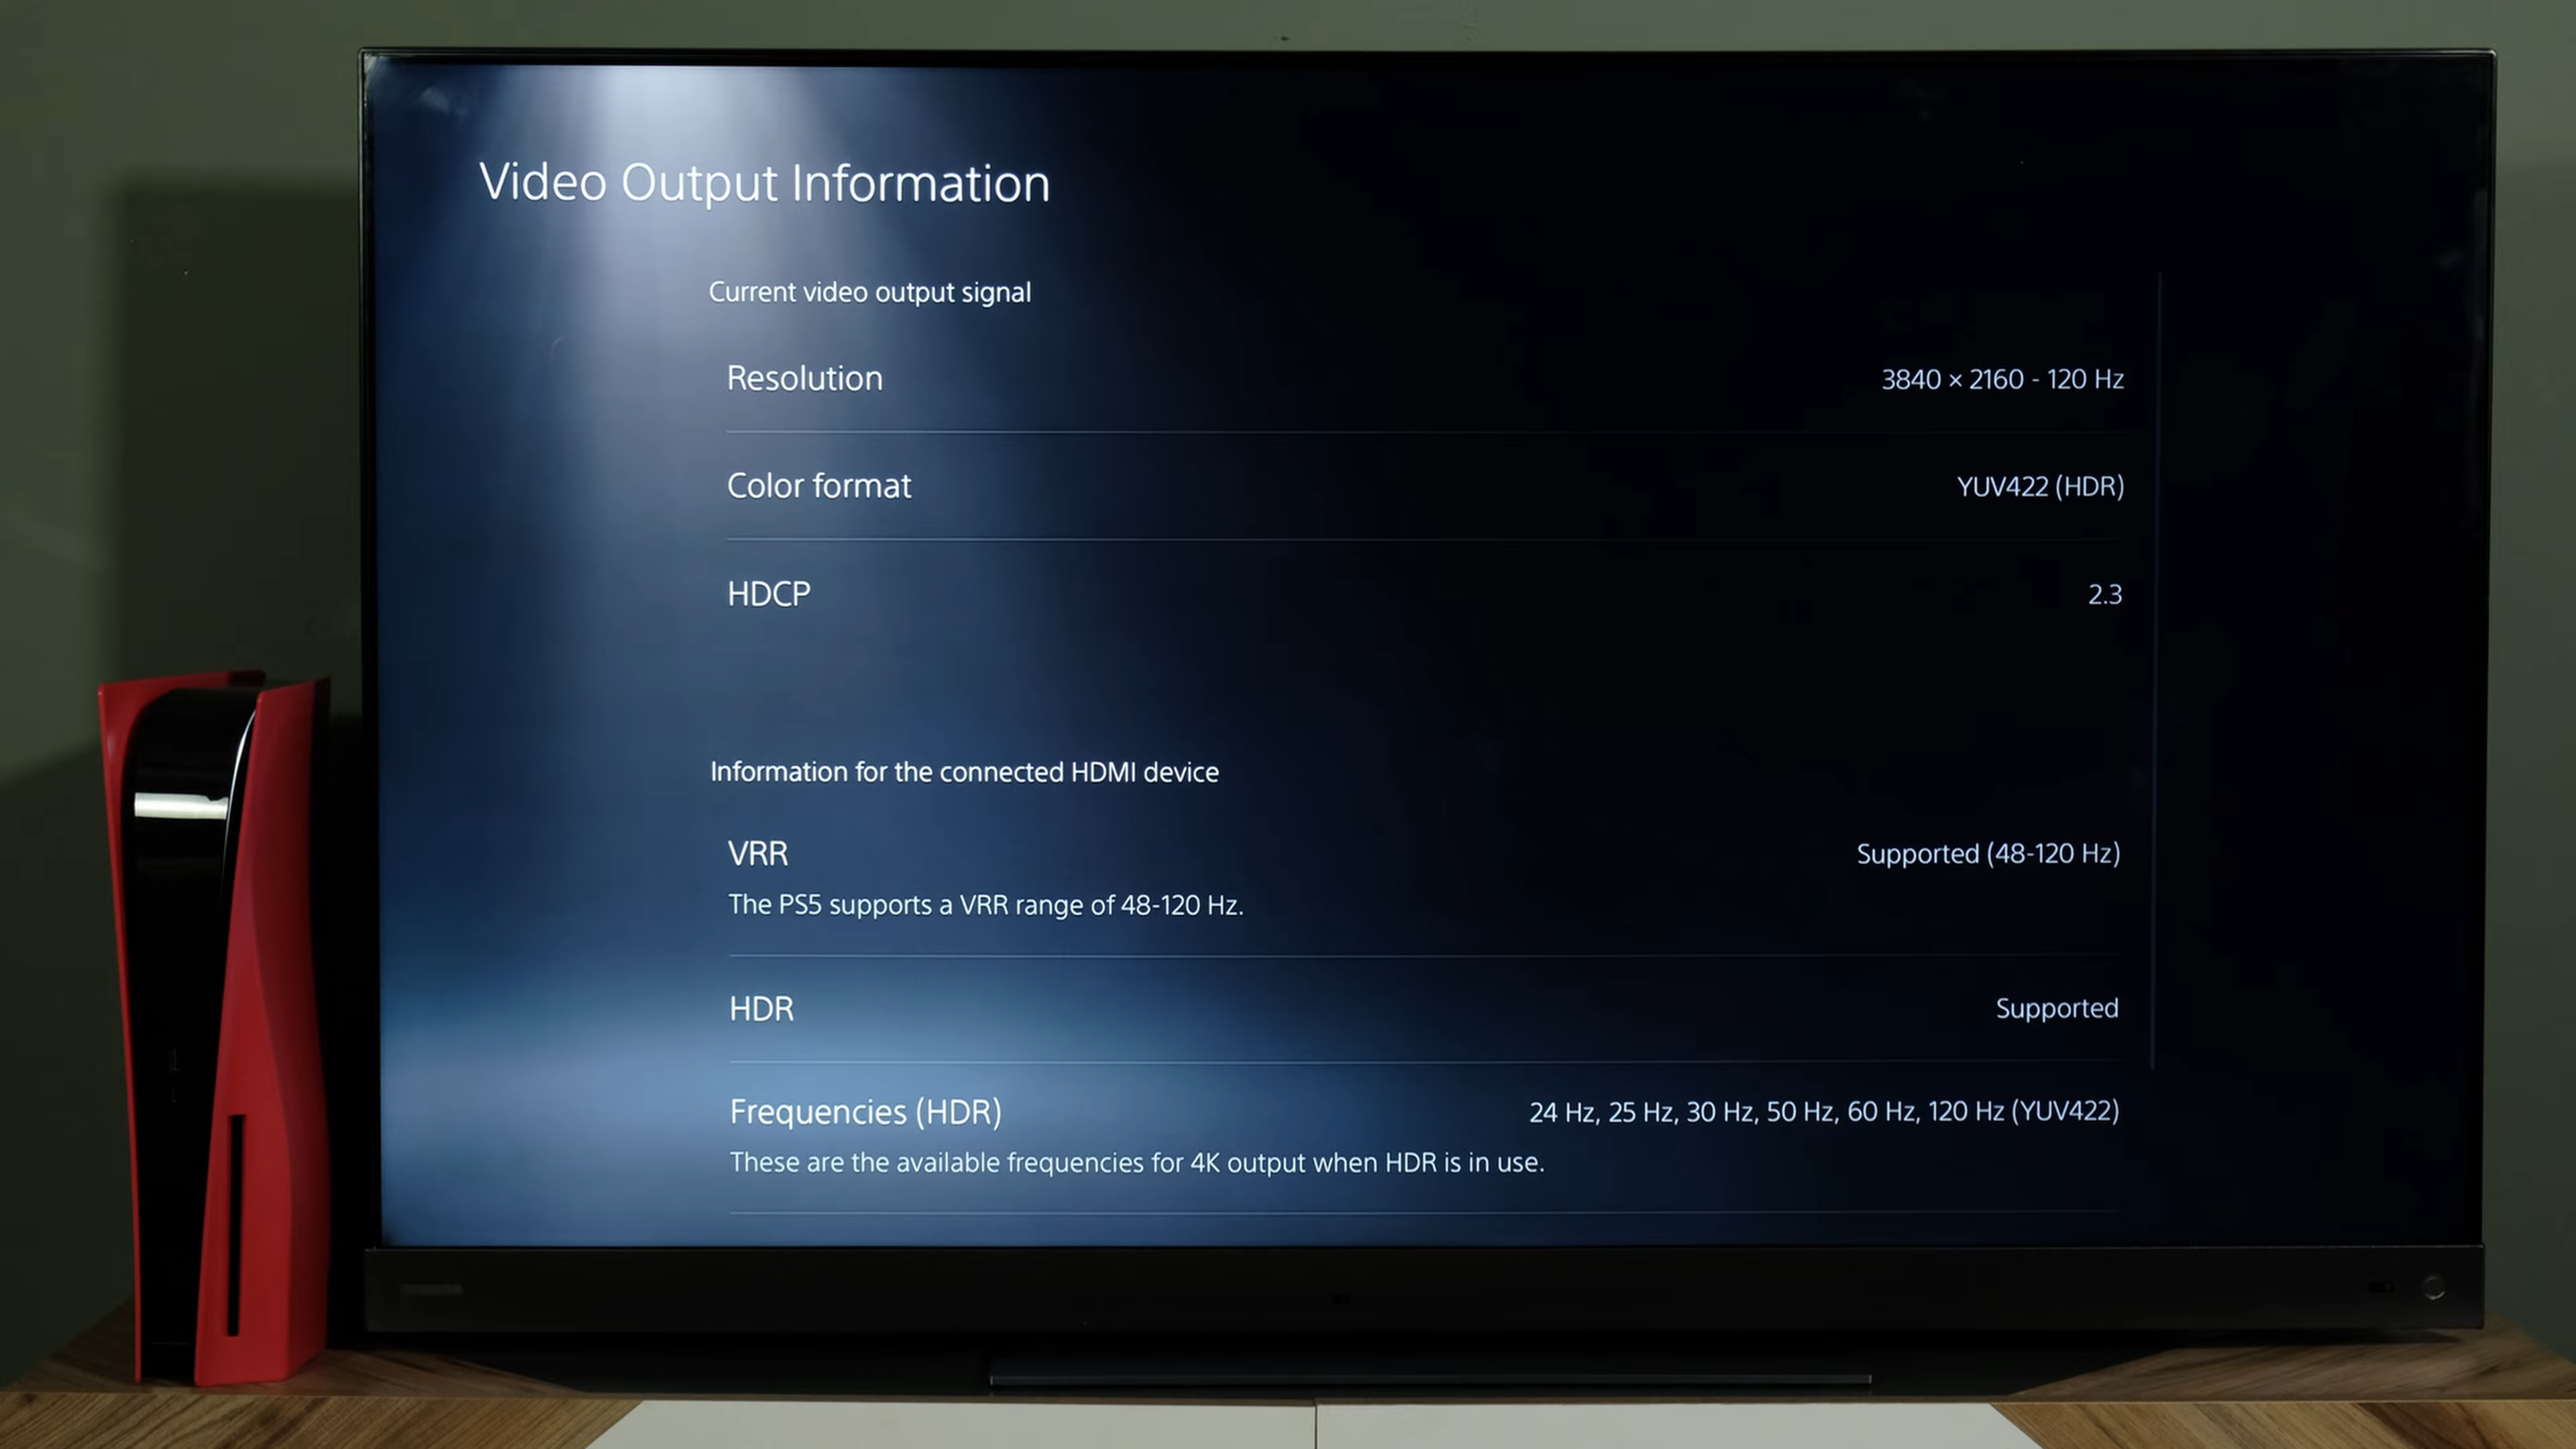 Video Output Information
Current video output signal
Resolution 3840 × 2160 - 120 Hz
Color format YUV422 (HDR)
HDCP 2.3
Information for the connected HDMI device
VRR Supported (48-120 Hz)
The PS5 supports a VRR range of 48-120 Hz.
HDR Supported
Frequencies (HDR) 24 Hz, 25 Hz, 30 Hz, 50 Hz, 60 Hz, 120 Hz (YUV422)
These are the available frequencies for 4K output when HDR is in use.